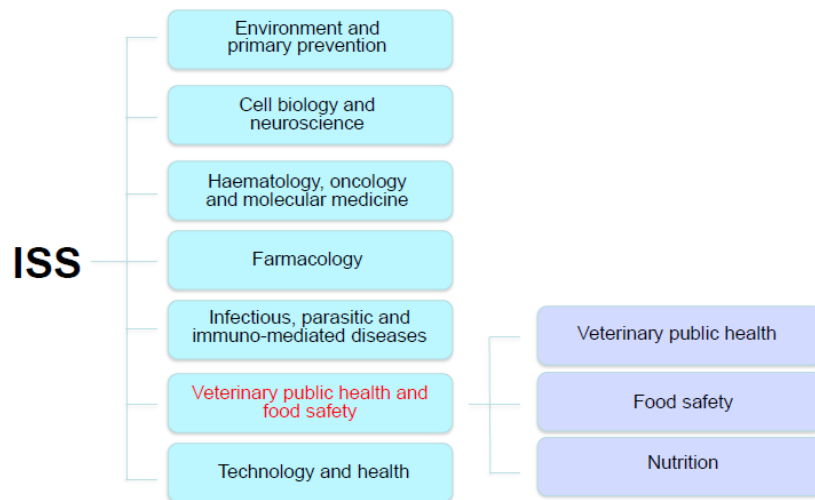 Environment and
primary prevention
Cell biology and
neuroscience
Haematology, oncology
and molecular medicine
ISS
Farmacology
Infectious, parasitic and
immuno-mediated diseases
Veterinary public health and
food safety
Technology and health
Veterinary public health
Food safety
Nutrition